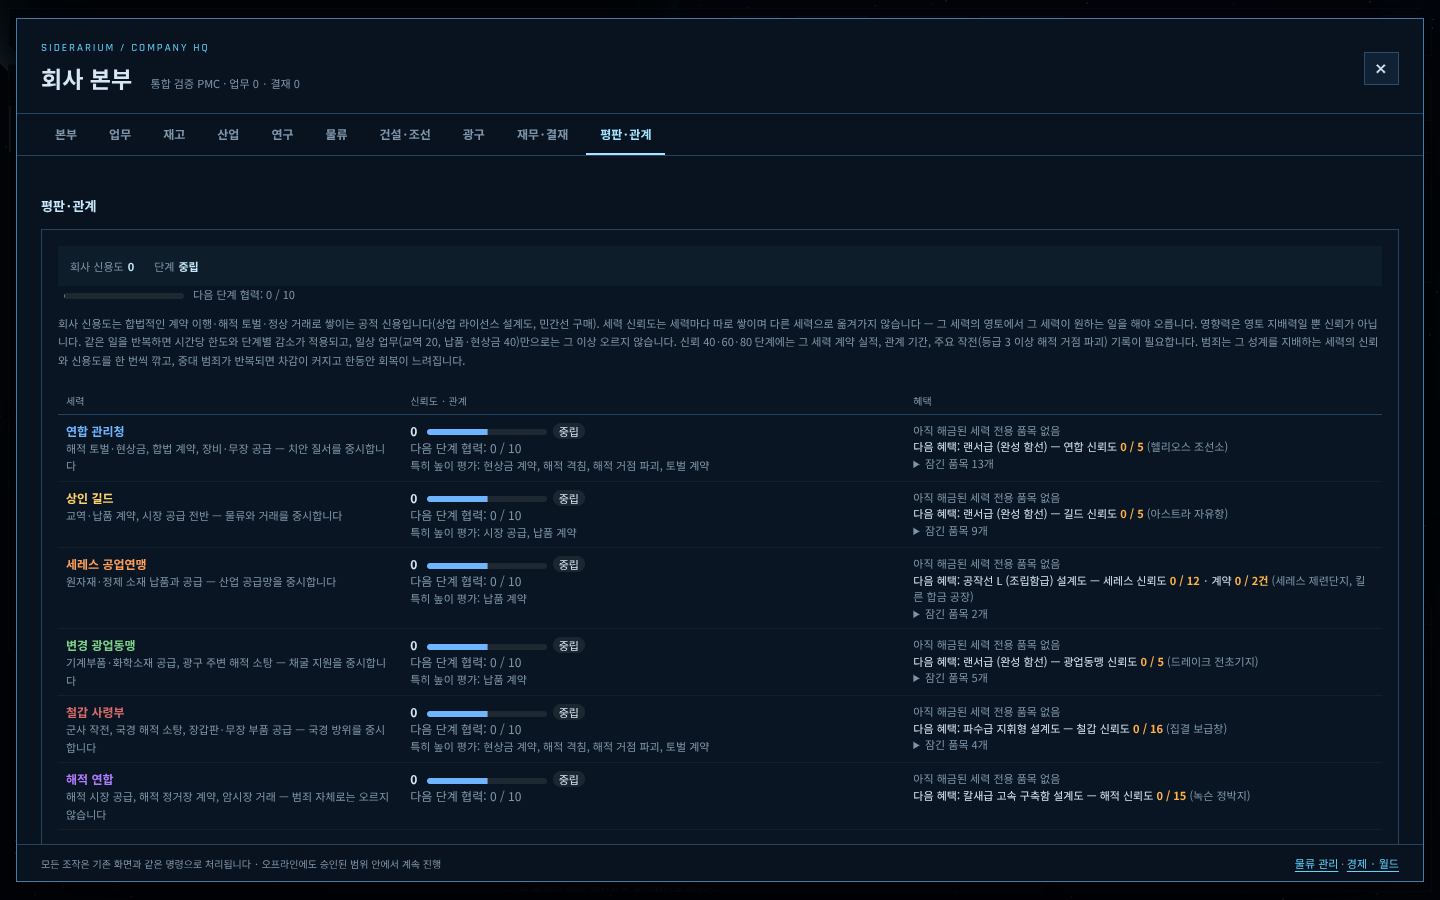 SIDERARIUM / COMPANY HQ
회사 본부 통합 검증 PMC · 업무 0 · 결재 0
×
본부 업무 재고 산업 연구 물류 건설·조선 광구 재무·결재 평판·관계
평판·관계
회사 신용도 0 단계 중립
다음 단계 협력: 0 / 10
회사 신용도는 합법적인 계약 이행·해적 토벌·정상 거래로 쌓이는 공적 신용입니다(상업 라이선스 설계도, 민간선 구매). 세력 신뢰도는 세력마다 따로 쌓이며 다른 세력으로 옮겨가지 않습니다 — 그 세력의 영토에서 그 세력이 원하는 일을 해야 오릅니다. 영향력은 영토 지배력일 뿐 신뢰가 아닙
니다. 같은 일을 반복하면 시간당 한도와 단계별 감소가 적용되고, 일상 업무(교역 20, 납품·현상금 40)만으로는 그 이상 오르지 않습니다. 신뢰 40·60·80 단계에는 그 세력 계약 실적, 관계 기간, 주요 작전(등급 3 이상 해적 거점 파괴) 기록이 필요합니다. 범죄는 그 성계를 지배하는 세력의 신뢰
와 신용도를 한 번씩 깎고, 중대 범죄가 반복되면 차감이 커지고 한동안 회복이 느려집니다.
세력 신뢰도 · 관계 혜택
연합 관리청
해적 토벌·현상금, 합법 계약, 장비·무장 공급 — 치안 질서를 중시합니
다
0 중립
다음 단계 협력: 0 / 10
특히 높이 평가: 현상금 계약, 해적 격침, 해적 거점 파괴, 토벌 계약
아직 해금된 세력 전용 품목 없음
다음 혜택: 랜서급 (완성 함선) — 연합 신뢰도 0 / 5 (헬리오스 조선소)
▶ 잠긴 품목 13개
상인 길드
교역·납품 계약, 시장 공급 전반 — 물류와 거래를 중시합니다
0 중립
다음 단계 협력: 0 / 10
특히 높이 평가: 시장 공급, 납품 계약
아직 해금된 세력 전용 품목 없음
다음 혜택: 랜서급 (완성 함선) — 길드 신뢰도 0 / 5 (아스트라 자유항)
▶ 잠긴 품목 9개
세레스 공업연맹
원자재·정제 소재 납품과 공급 — 산업 공급망을 중시합니다
0 중립
다음 단계 협력: 0 / 10
특히 높이 평가: 납품 계약
아직 해금된 세력 전용 품목 없음
다음 혜택: 공작선 L (조립함급) 설계도 — 세레스 신뢰도 0 / 12 · 계약 0 / 2건 (세레스 제련단지, 킬
른 합금 공장)
▶ 잠긴 품목 2개
변경 광업동맹
기계부품·화학소재 공급, 광구 주변 해적 소탕 — 채굴 지원을 중시합니
다
0 중립
다음 단계 협력: 0 / 10
특히 높이 평가: 납품 계약
아직 해금된 세력 전용 품목 없음
다음 혜택: 랜서급 (완성 함선) — 광업동맹 신뢰도 0 / 5 (드레이크 전초기지)
▶ 잠긴 품목 5개
철갑 사령부
군사 작전, 국경 해적 소탕, 장갑판·무장 부품 공급 — 국경 방위를 중시
합니다
0 중립
다음 단계 협력: 0 / 10
특히 높이 평가: 현상금 계약, 해적 격침, 해적 거점 파괴, 토벌 계약
아직 해금된 세력 전용 품목 없음
다음 혜택: 파수급 지휘형 설계도 — 철갑 신뢰도 0 / 16 (집결 보급창)
▶ 잠긴 품목 4개
해적 연합
해적 시장 공급, 해적 정거장 계약, 암시장 거래 — 범죄 자체로는 오르지
않습니다
0 중립
다음 단계 협력: 0 / 10
아직 해금된 세력 전용 품목 없음
다음 혜택: 칼새급 고속 구축함 설계도 — 해적 신뢰도 0 / 15 (녹슨 정박지)
모든 조작은 기존 화면과 같은 명령으로 처리됩니다 · 오프라인에도 승인된 범위 안에서 계속 진행
물류 관리 · 경제 · 월드